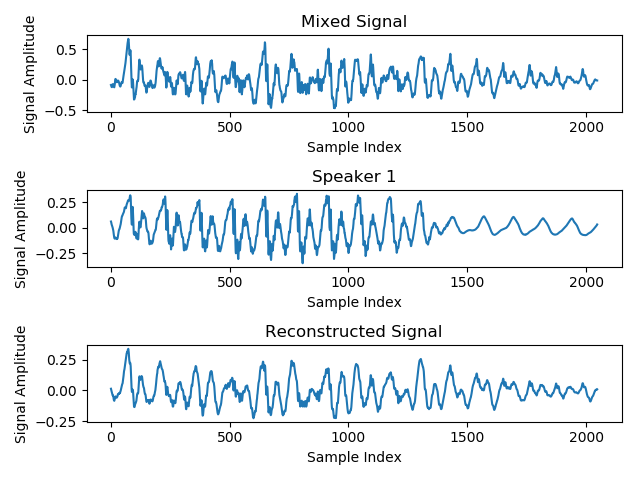 Mixed Signal
Signal Amplitude
0.5
0.0
−0.5
0
500
1000
1500
2000
Sample Index
Speaker 1
Signal Amplitude
0.25
0.00
−0.25
0
500
1000
1500
2000
Sample Index
Reconstructed Signal
Signal Amplitude
0.25
0.00
−0.25
0
500
1000
1500
2000
Sample Index